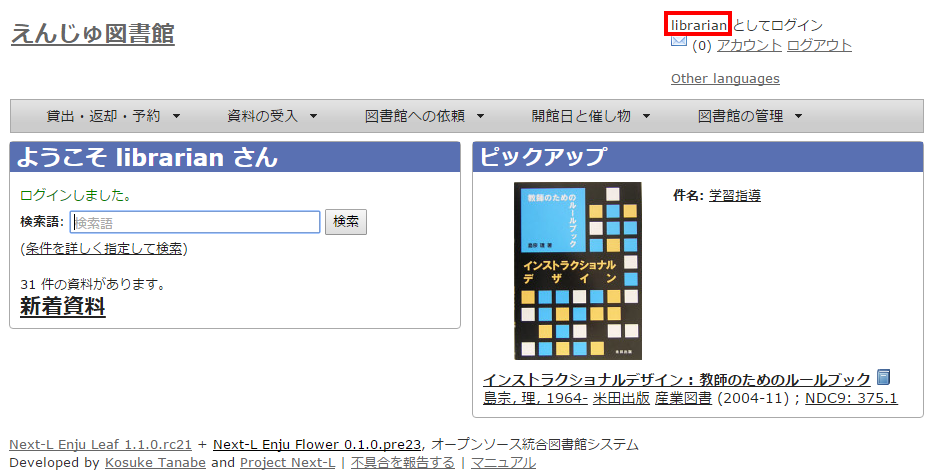 えんじゅ図書館
librarian としてログイン
(0) アカウント ログアウト
Other languages
貸出・返却・予約 資料の受入 図書館への依頼 開館日と催し物 図書館の管理
ようこそ librarian さん
ログインしました。
検索語: 検索語 検索
(条件を詳しく指定して検索)
31 件の資料があります。
新着資料
ピックアップ
教師のためのルールブック
島宗 理 著
インストラクショナル
デザイン
米田出版
件名: 学習指導
インストラクショナルデザイン : 教師のためのルールブック
島宗, 理, 1964- 米田出版 産業図書 (2004-11) ; NDC9: 375.1
Next-L Enju Leaf 1.1.0.rc21 + Next-L Enju Flower 0.1.0.pre23, オープンソース統合図書館システム
Developed by Kosuke Tanabe and Project Next-L | 不具合を報告する | マニュアル